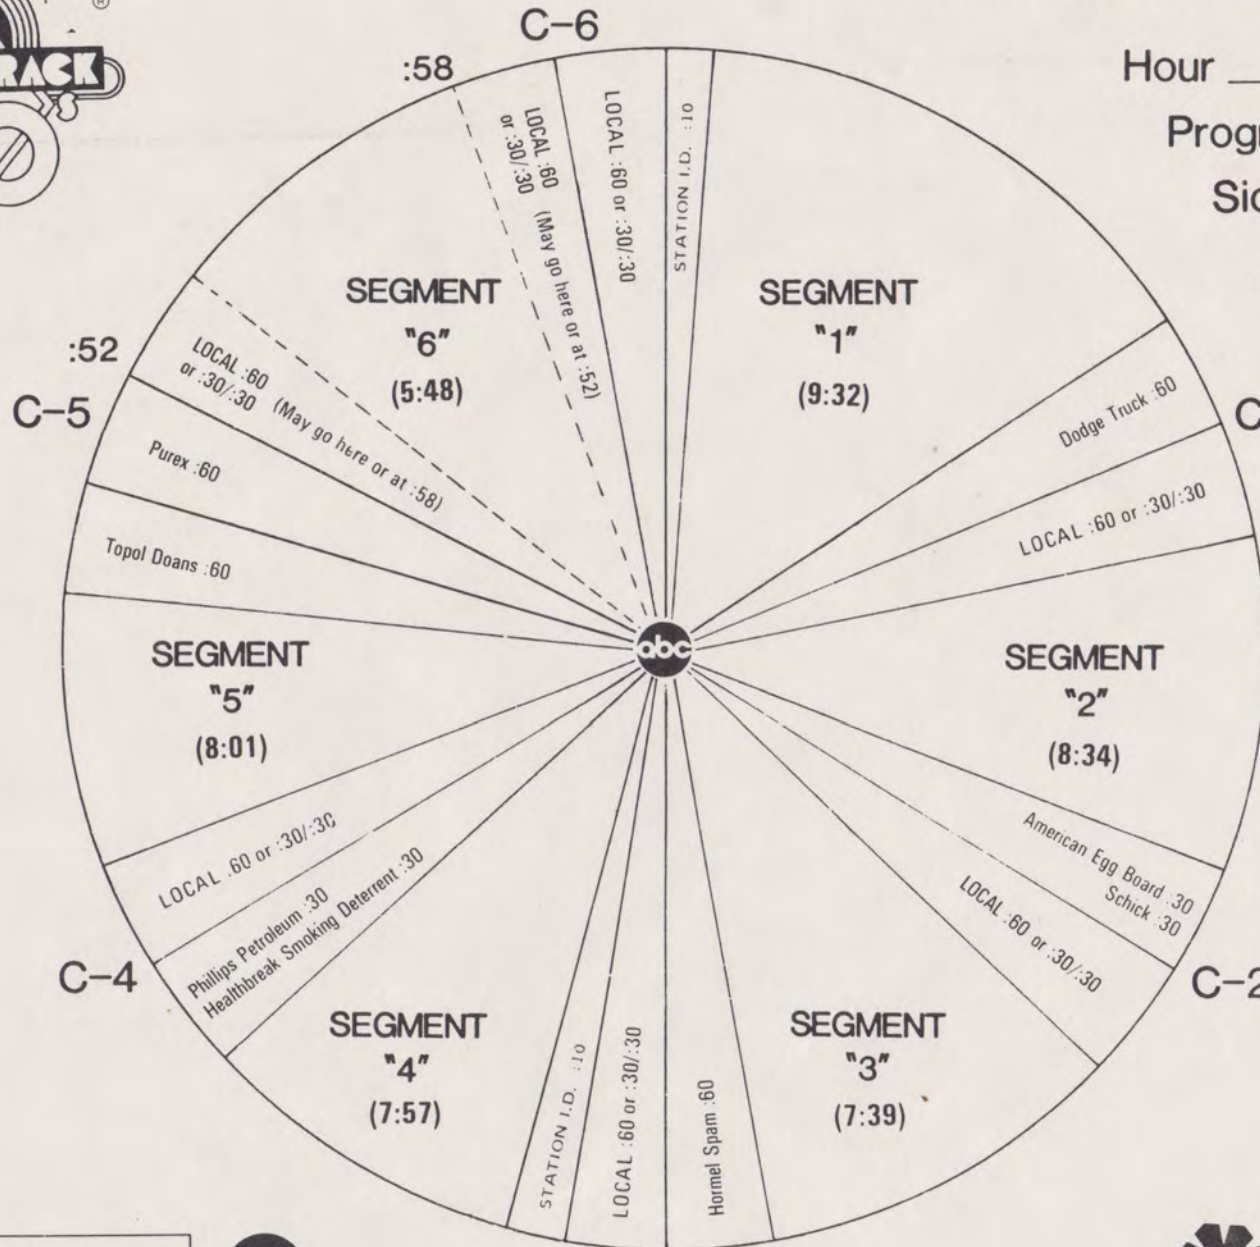 ®
RACK
C-6
:58
Hour
Progr
Sid
STATION I.D. :10
SEGMENT
"1"
(9:32)
Dodge Truck :60
C
LOCAL :60 or :30/:30
SEGMENT
"2"
(8:34)
American Egg Board :30
Schick :30
C-2
LOCAL :60 or :30/:30
SEGMENT
"3"
(7:39)
Hormel Spam :60
LOCAL :60 or :30/:30
STATION I.D. :10
SEGMENT
"4"
(7:57)
Phillips Petroleum :30
Healthbreak Smoking Deterrent :30
C-4
LOCAL :60 or :30/:30
SEGMENT
"5"
(8:01)
Topol Doans :60
Purex :60
C-5
:52
LOCAL :60
or :30/:30 (May go here or at :58)
SEGMENT
"6"
(5:48)
LOCAL :60
or :30/:30 (May go here or at :52)
LOCAL :60 or :30/:30
abc